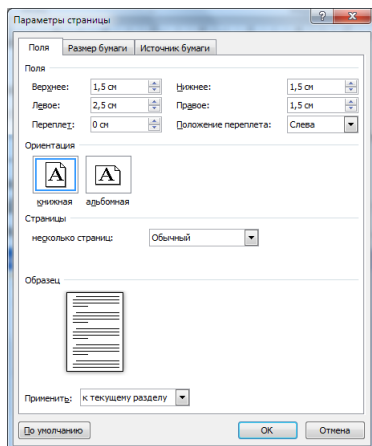 Параметры страницы
Поля Размер бумаги Источник бумаги
Поля
Верхнее: 1,5 см Нижнее: 1,5 см
Левое: 2,5 см Правое: 1,5 см
Переплет: 0 см Положение переплета: Слева
Ориентация
A A
книжная альбомная
Страницы
несколько страниц: Обычный
Образец
Применить: к текущему разделу
По умолчанию ОК Отмена